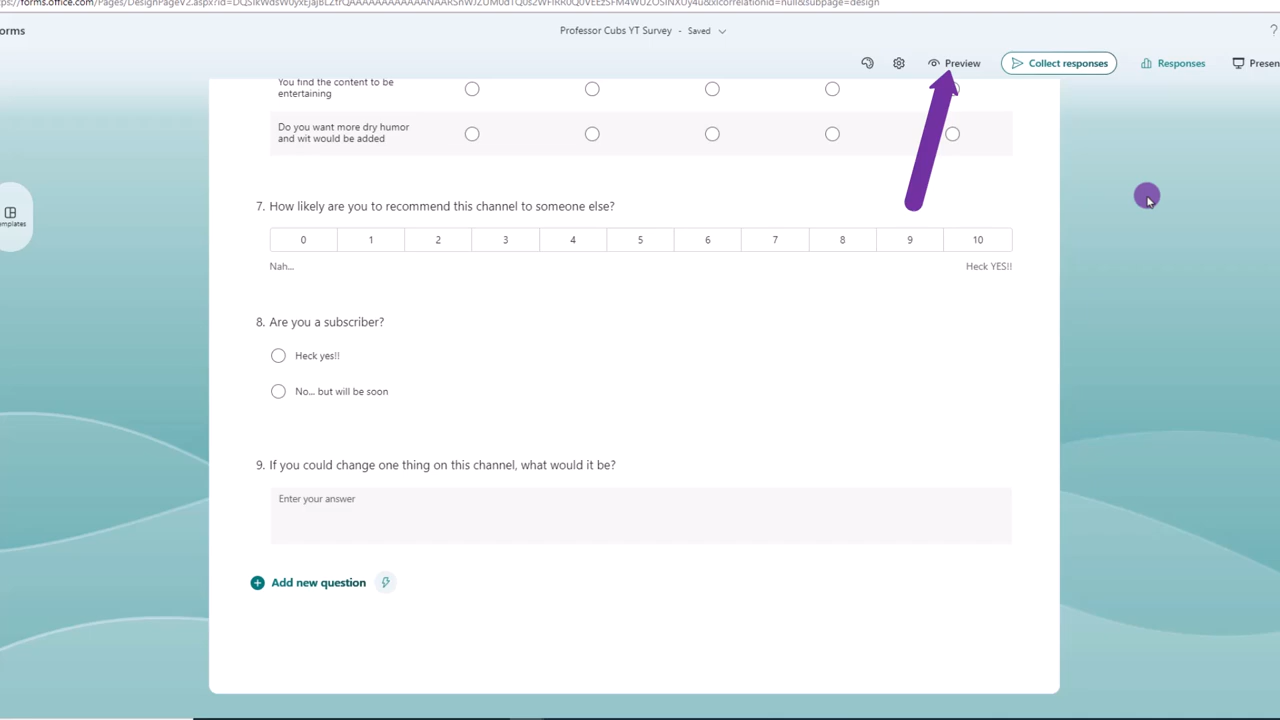 orms
Professor Cubs YT Survey - Saved
?
Preview
Collect responses
Responses
Presen
You find the content to be
entertaining
Do you want more dry humor
and wit would be added
mplates
7. How likely are you to recommend this channel to someone else?
0 1 2 3 4 5 6 7 8 9 10
Nah... Heck YES!!
8. Are you a subscriber?
Heck yes!!
No... but will be soon
9. If you could change one thing on this channel, what would it be?
Enter your answer
Add new question